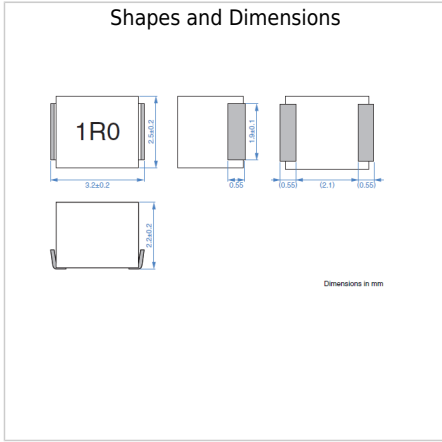 Shapes and Dimensions
1R0
2.5±0.2
3.2±0.2
1.9±0.1
0.55
(0.55)
(2.1)
(0.55)
2.2±0.2
Dimensions in mm